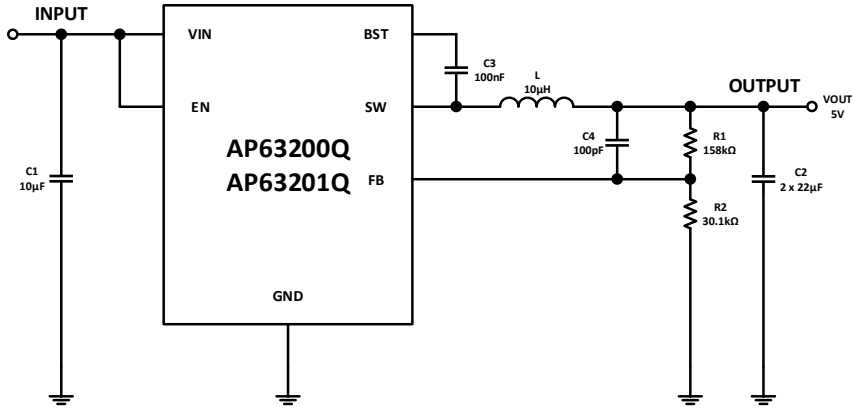 INPUT
VIN
BST
C3
100nF
L
10µH
OUTPUT
VOUT
5V
EN
SW
C4
100pF
R1
158kΩ
AP63200Q
AP63201Q
FB
C1
10µF
C2
2 x 22µF
R2
30.1kΩ
GND